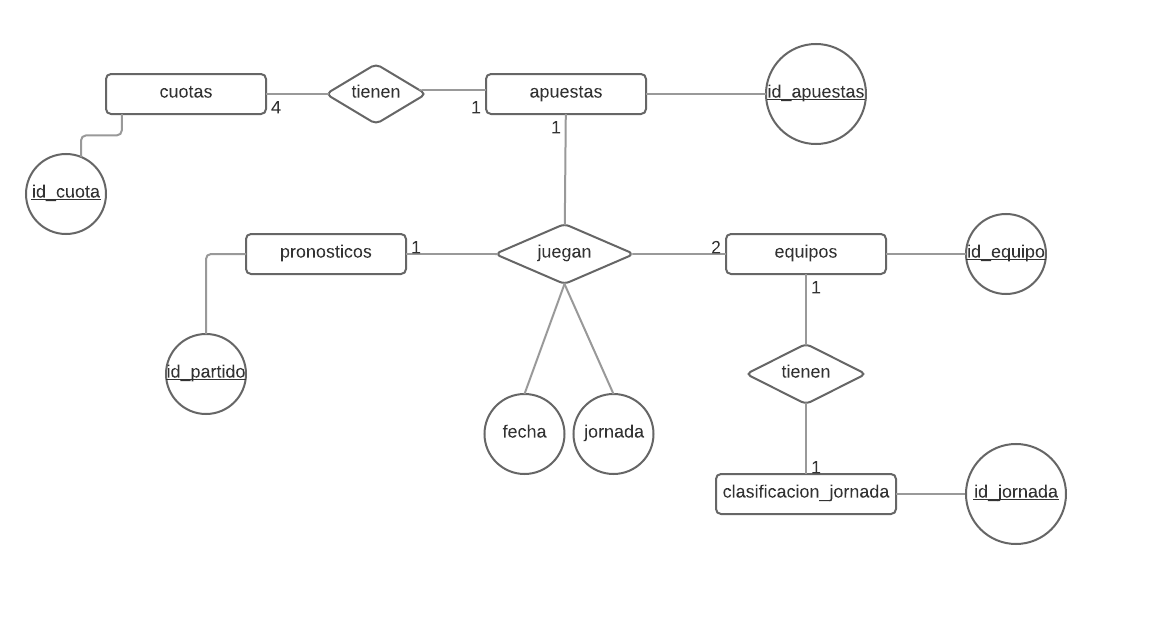 cuotas
tienen
apuestas
id_apuestas
4
1
1
id_cuota
pronosticos
1
juegan
2
equipos
id_equipo
1
id_partido
tienen
fecha
jornada
1
clasificacion_jornada
id_jornada